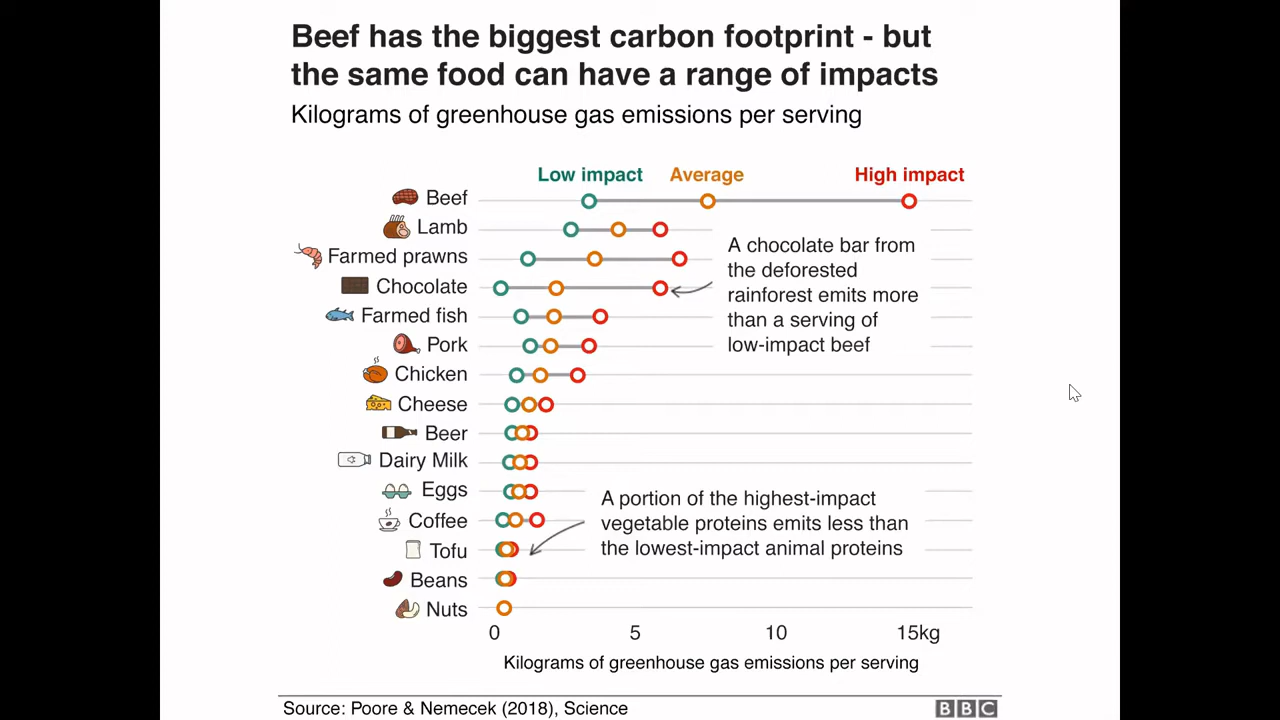 Beef has the biggest carbon footprint - but
the same food can have a range of impacts
Kilograms of greenhouse gas emissions per serving
Low impact Average High impact
Beef
Lamb
Farmed prawns
Chocolate
Farmed fish
Pork
Chicken
Cheese
Beer
Dairy Milk
Eggs
Coffee
Tofu
Beans
Nuts
A chocolate bar from
the deforested
rainforest emits more
than a serving of
low-impact beef
A portion of the highest-impact
vegetable proteins emits less than
the lowest-impact animal proteins
0 5 10 15kg
Kilograms of greenhouse gas emissions per serving
Source: Poore & Nemecek (2018), Science
BBC